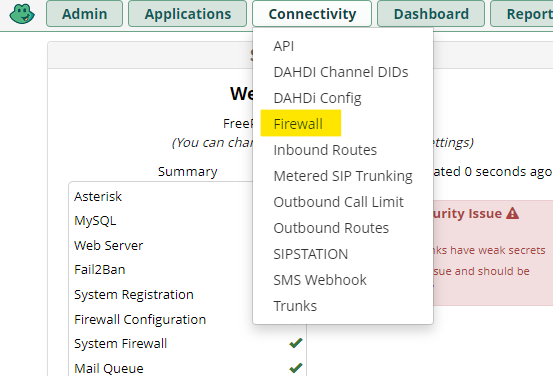 Admin
Applications
Connectivity
Dashboard
Report
API
DAHDI Channel DIDs
DAHDi Config
Firewall
Inbound Routes
Metered SIP Trunking
Outbound Call Limit
Outbound Routes
SIPSTATION
SMS Webhook
Trunks
We
FreeP
(You can chan
ttings)
Summary
ated 0 seconds ago
Asterisk
MySQL
Web Server
Fail2Ban
System Registration
Firewall Configuration
System Firewall
Mail Queue
urity Issue
nks have weak secrets
sue and should be